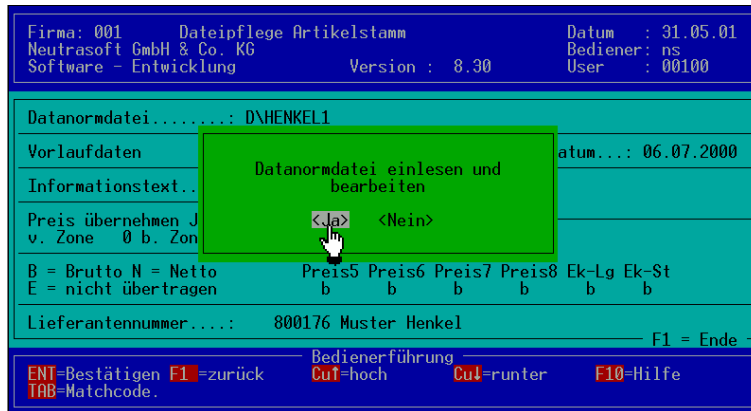 Firma: 001 Dateipflege Artikelstamm Datum : 31.05.01
Neutrasoft GmbH & Co. KG Bediener: ns
Software - Entwicklung Version : 8.30 User : 00100
Datanormdatei........: D\HENKEL1
Vorlaufdaten atum...: 06.07.2000
Datanormdatei einlesen und
Informationstext.. bearbeiten
Preis übernehmen J <Ja> <Nein>
v. Zone 0 b. Zon
B = Brutto N = Netto Preis5 Preis6 Preis7 Preis8 Ek-Lg Ek-St
E = nicht übertragen b b b b b b
Lieferantennummer....: 800176 Muster Henkel
F1 = Ende
Bedienerführung
ENT=Bestätigen F1 =zurück Cu↑=hoch Cu↓=runter F10=Hilfe
TAB=Matchcode.